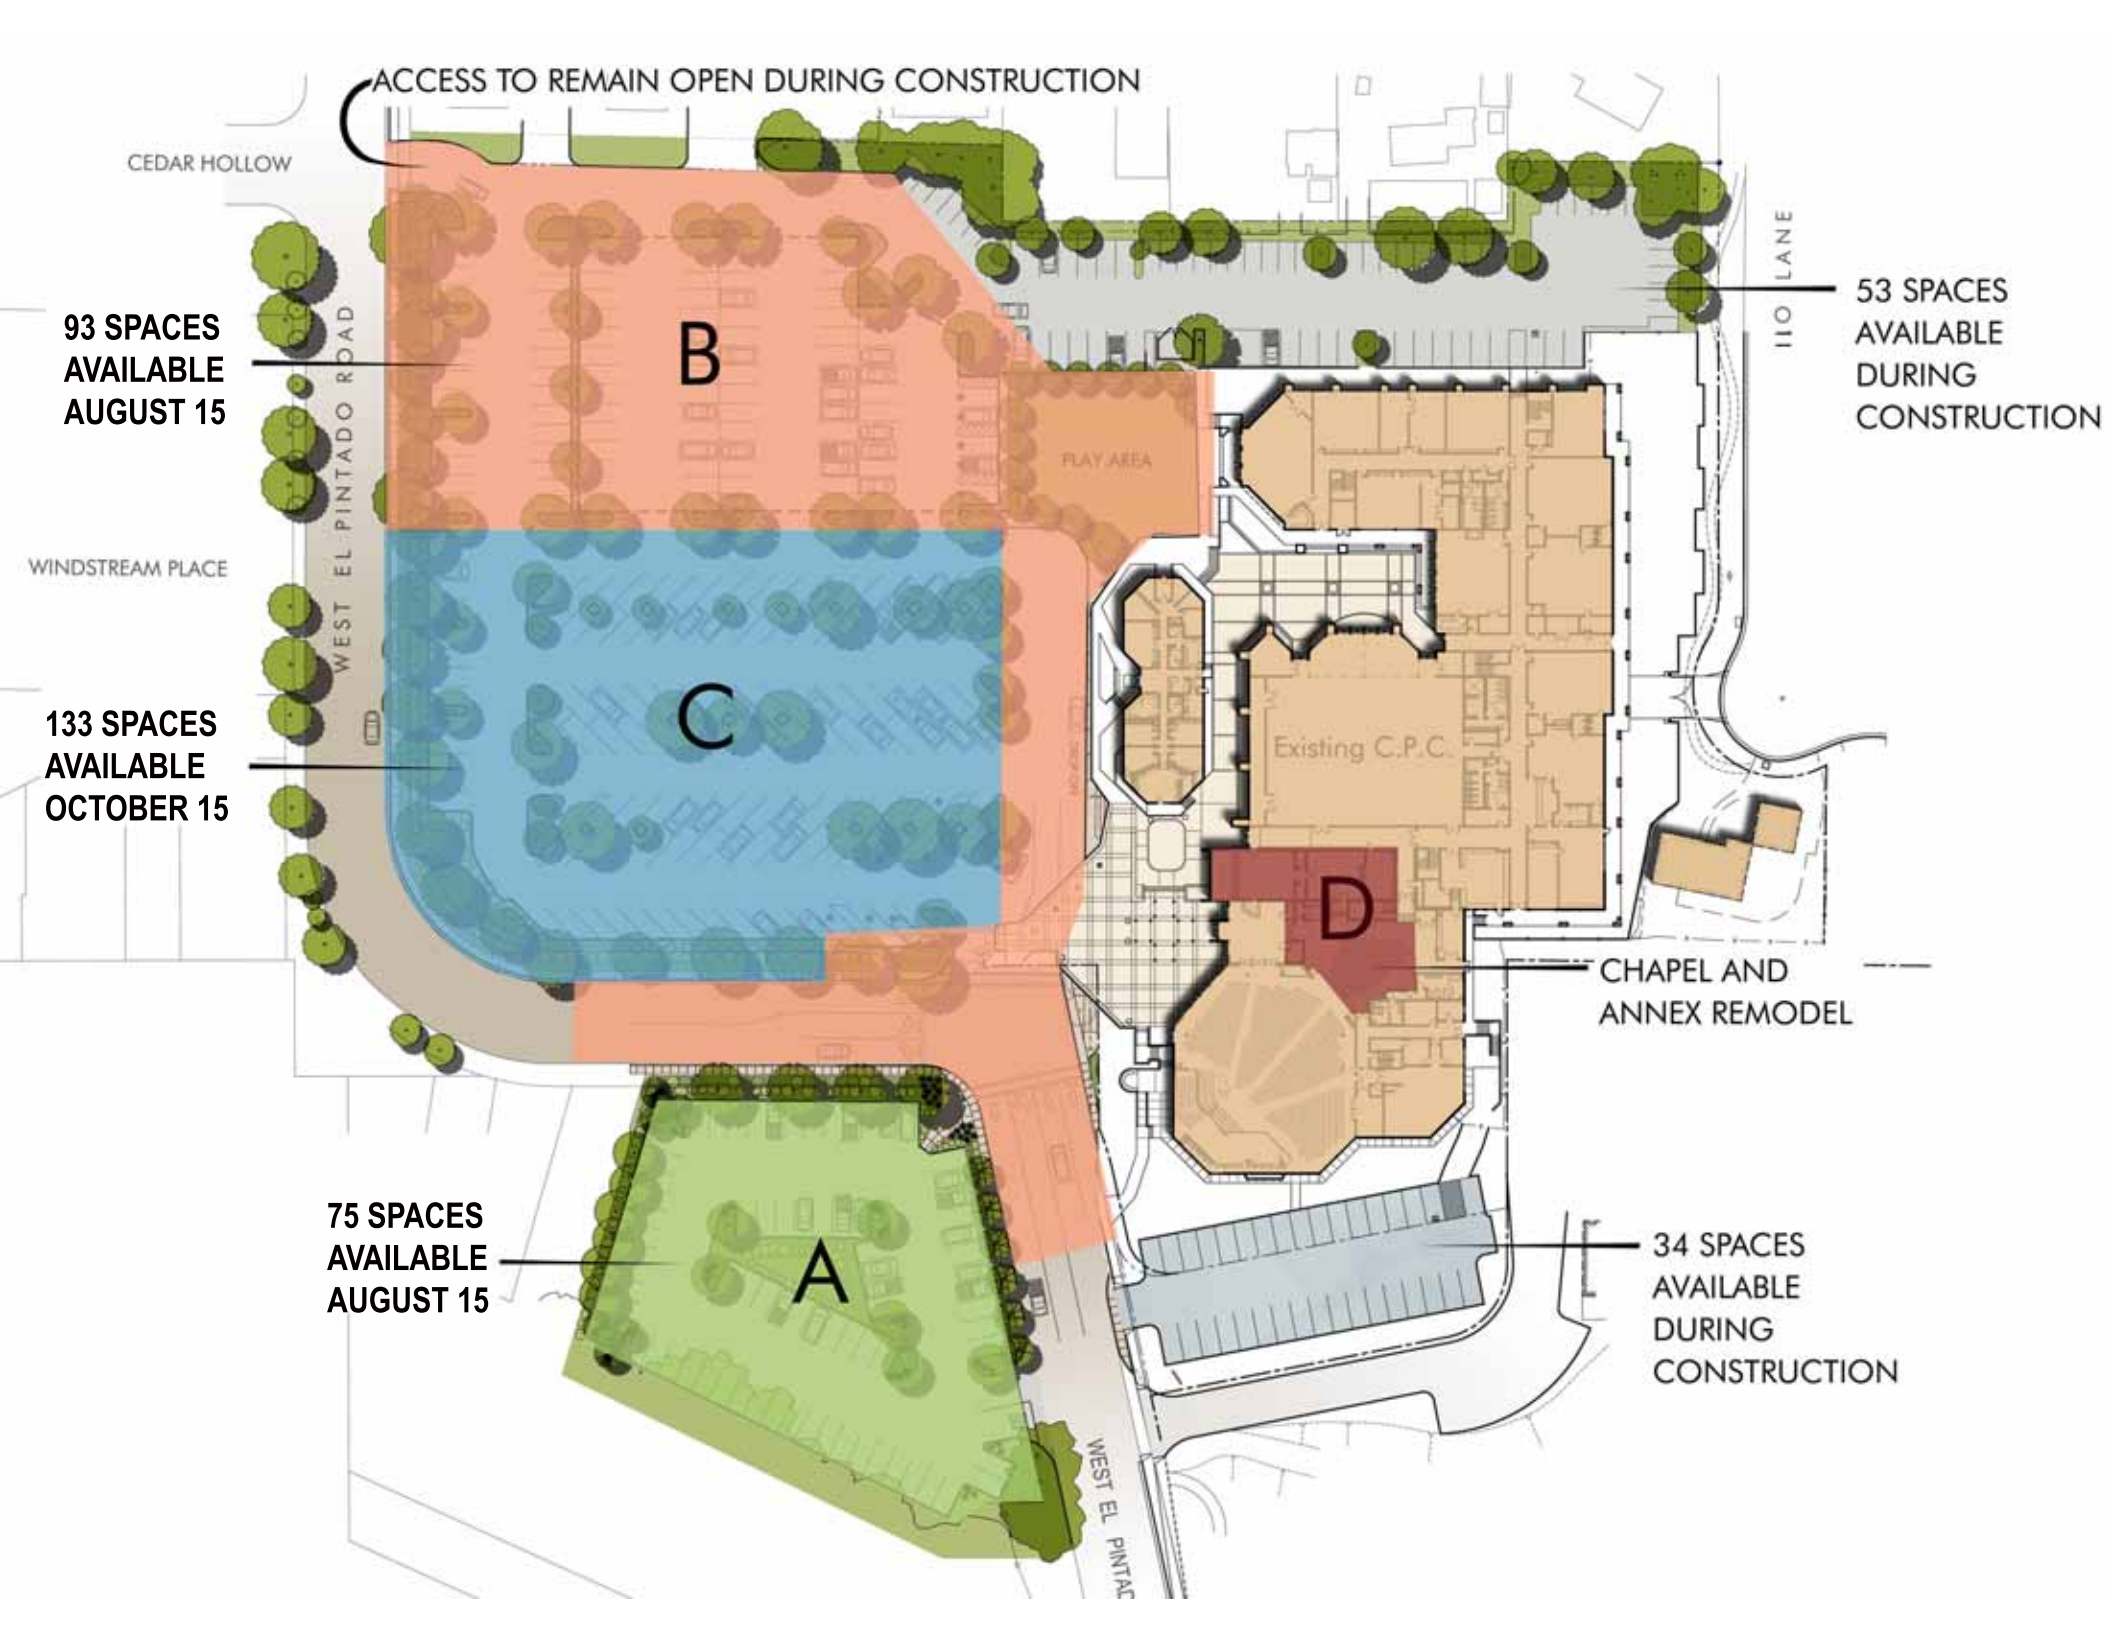 ACCESS TO REMAIN OPEN DURING CONSTRUCTION
CEDAR HOLLOW
110 LANE
53 SPACES
AVAILABLE
DURING
CONSTRUCTION
93 SPACES
AVAILABLE
AUGUST 15
WEST EL PINTADO ROAD
B
PLAY AREA
WINDSTREAM PLACE
C
133 SPACES
AVAILABLE
OCTOBER 15
Existing C.P.C.
D
CHAPEL AND
ANNEX REMODEL
75 SPACES
AVAILABLE
AUGUST 15
A
34 SPACES
AVAILABLE
DURING
CONSTRUCTION
WEST EL PINTAD